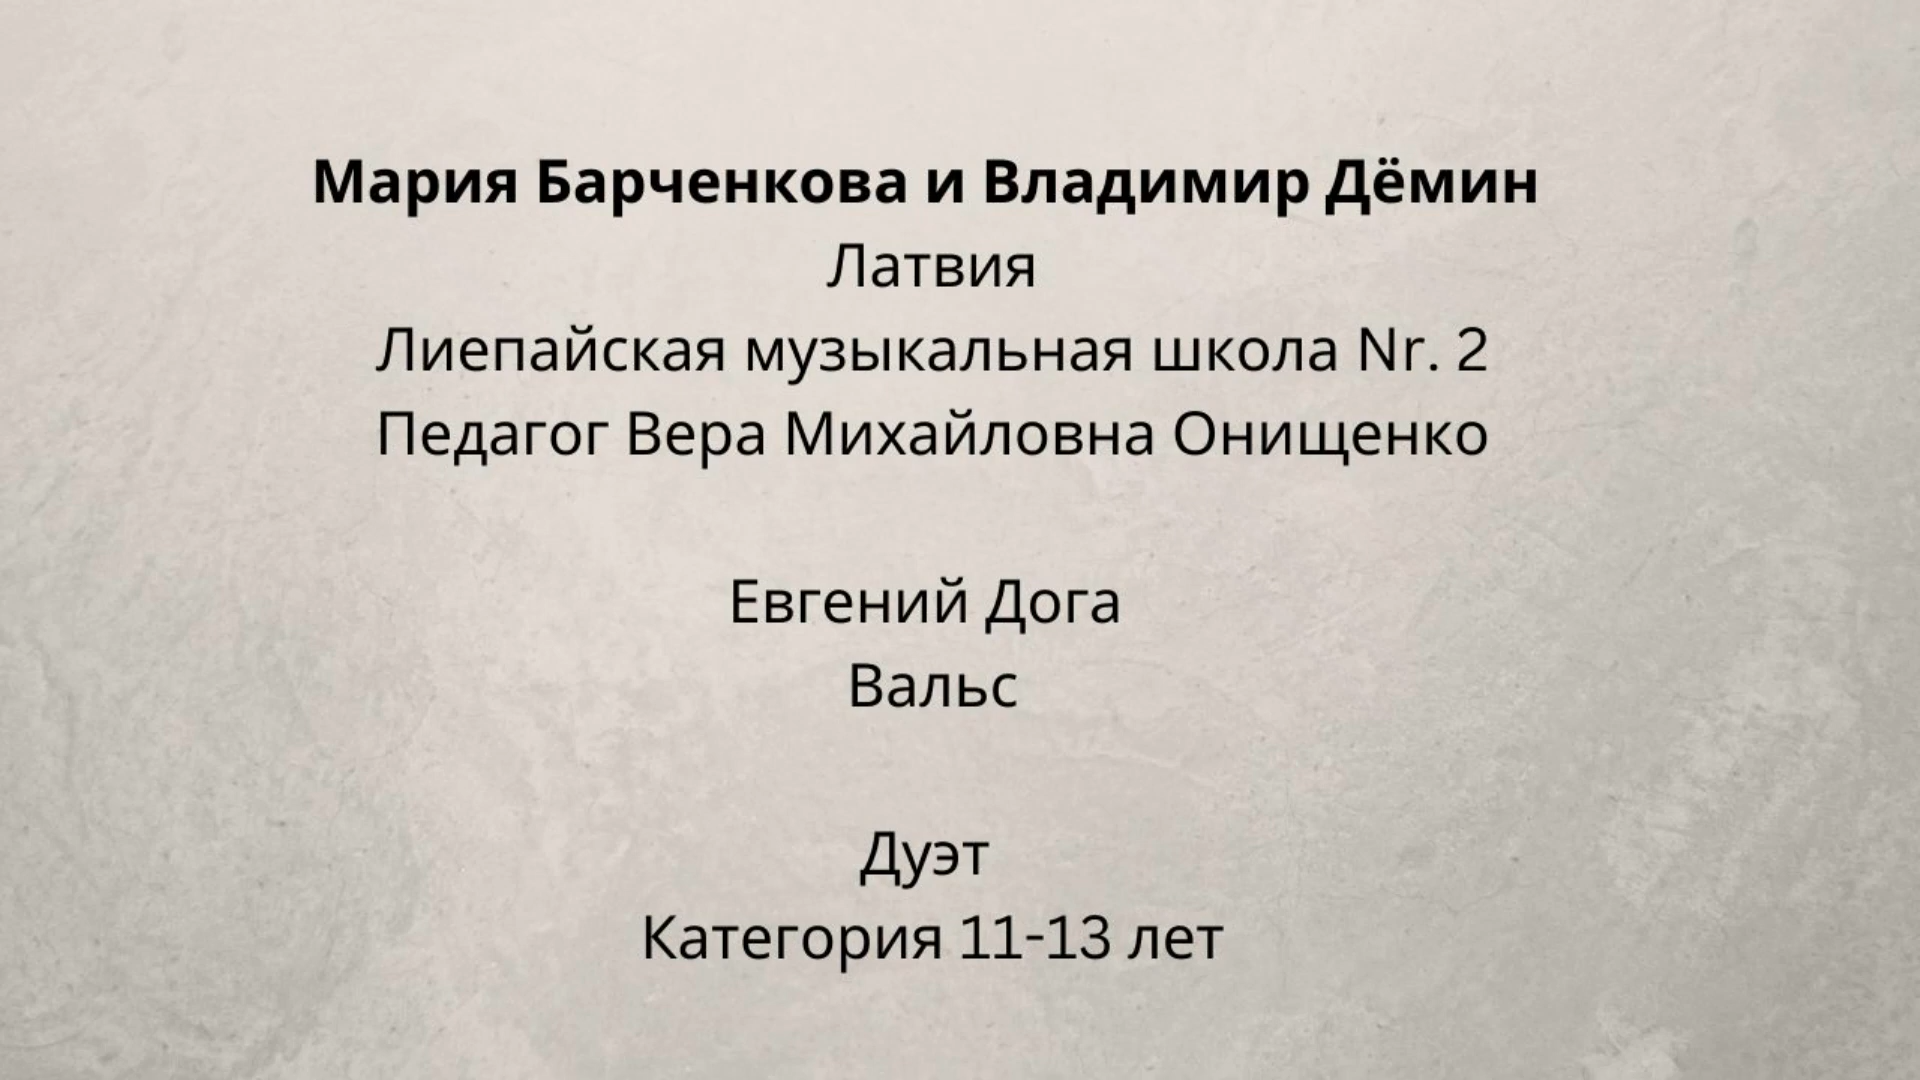 Мария Барченкова и Владимир Дёмин
Латвия
Лиепайская музыкальная школа Nr. 2
Педагог Вера Михайловна Онищенко
Евгений Дога
Вальс
Дуэт
Категория 11-13 лет